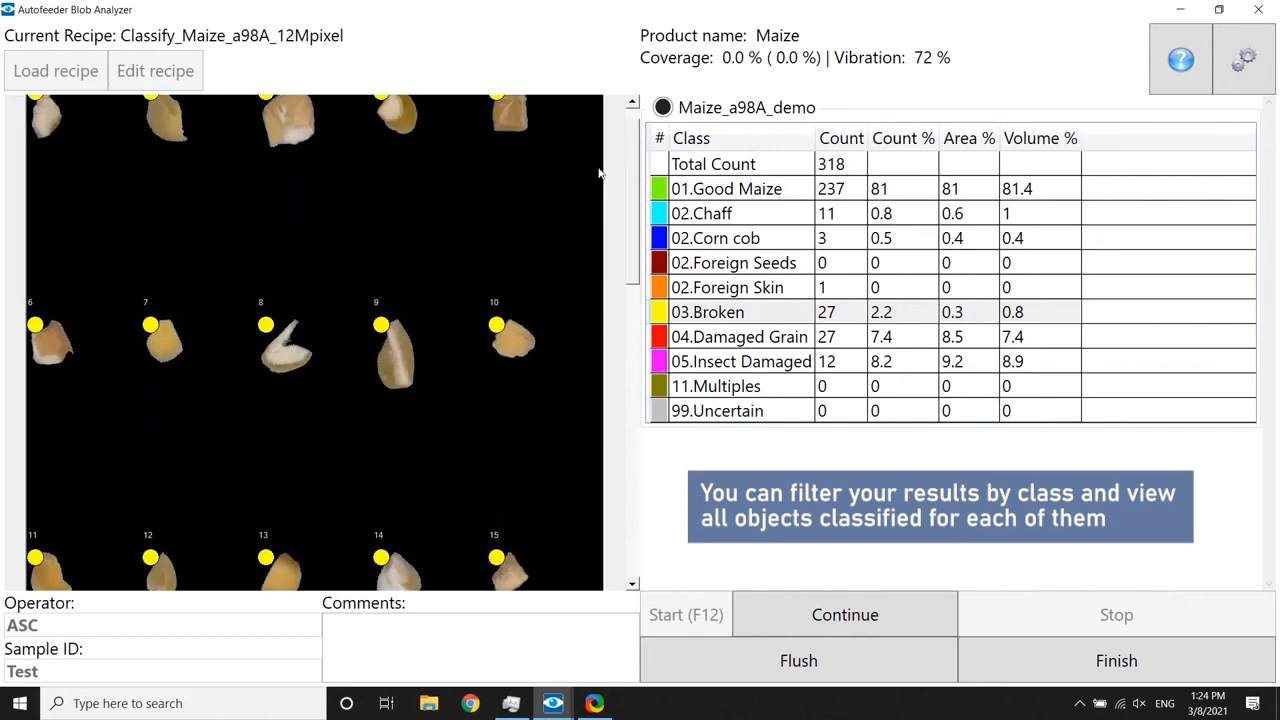 Autofeeder Blob Analyzer
Current Recipe: Classify_Maize_a98A_12Mpixel
Load recipe Edit recipe
Product name: Maize
Coverage: 0.0 % ( 0.0 %) | Vibration: 72 %
Maize_a98A_demo
# Class Count Count % Area % Volume %
Total Count 318
01.Good Maize 237 81 81 81.4
02.Chaff 11 0.8 0.6 1
02.Corn cob 3 0.5 0.4 0.4
02.Foreign Seeds 0 0 0 0
02.Foreign Skin 1 0 0 0
03.Broken 27 2.2 0.3 0.8
04.Damaged Grain 27 7.4 8.5 7.4
05.Insect Damaged 12 8.2 9.2 8.9
11.Multiples 0 0 0 0
99.Uncertain 0 0 0 0
6 7 8 9 10
11 12 13 14 15
You can filter your results by class and view
all objects classified for each of them
Operator:
ASC
Sample ID:
Test
Comments:
Start (F12) Continue Stop
Flush Finish
Type here to search
ENG
1:24 PM
3/8/2021